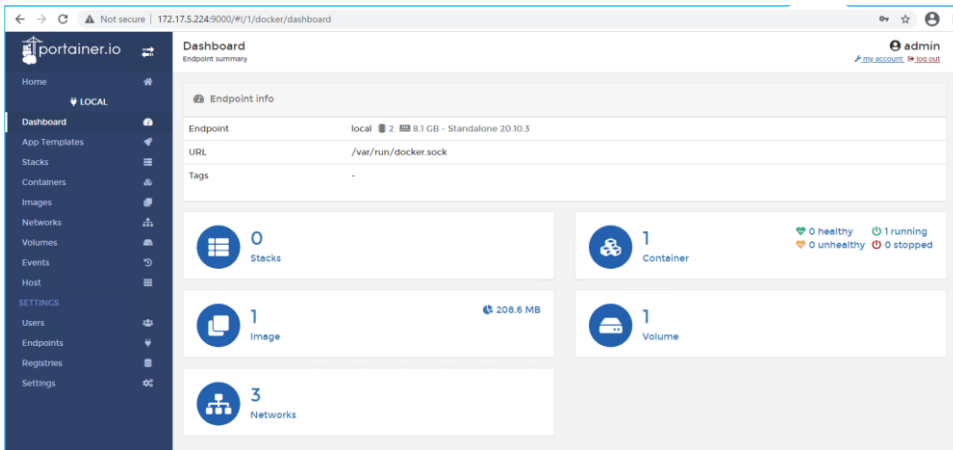 Not secure | 172.17.5.224:9000/#!/1/docker/dashboard
portainer.io
Home
LOCAL
Dashboard
App Templates
Stacks
Containers
Images
Networks
Volumes
Events
Host
SETTINGS
Users
Endpoints
Registries
Settings
Dashboard
Endpoint summary
admin
my account log out
Endpoint info
Endpoint local 2 8.1 GB - Standalone 20.10.3
URL /var/run/docker.sock
Tags -
0
Stacks
1
Container
0 healthy 1 running
0 unhealthy 0 stopped
1
Image
208.6 MB
1
Volume
3
Networks